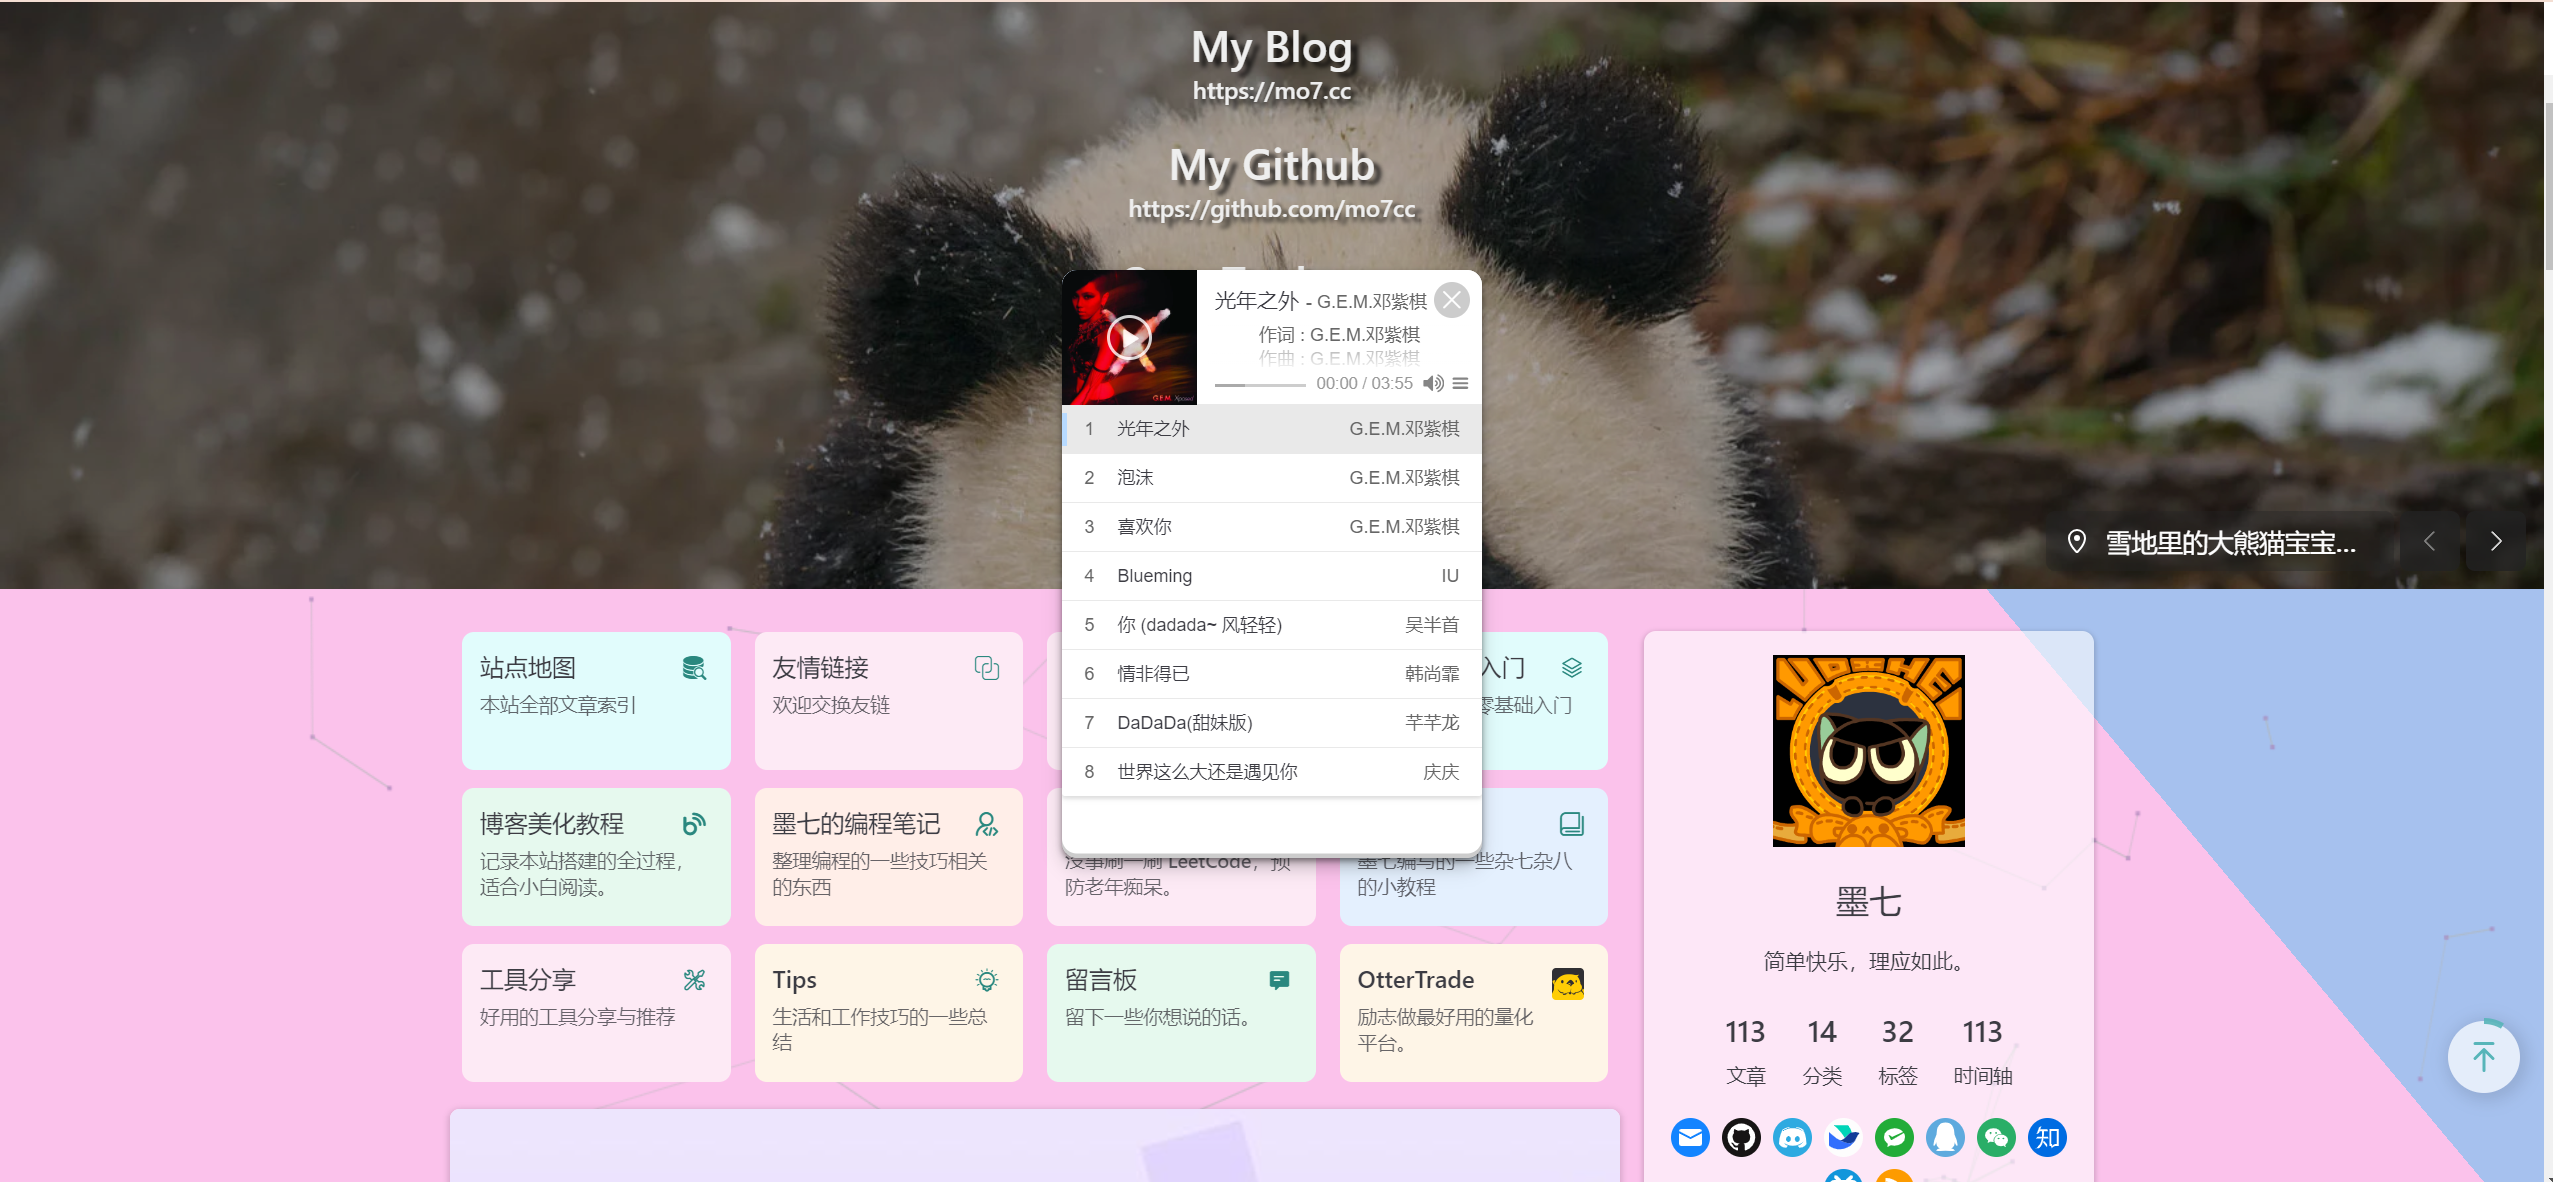 My Blog
https://mo7.cc
My Github
https://github.com/mo7cc
光年之外 - G.E.M.邓紫棋
作词 : G.E.M.邓紫棋
作曲 : G.E.M.邓紫棋
00:00 / 03:55
G.E.M.
1 光年之外 G.E.M.邓紫棋
2 泡沫 G.E.M.邓紫棋
3 喜欢你 G.E.M.邓紫棋
4 Blueming IU
5 你 (dadada~ 风轻轻) 吴半首
6 情非得已 韩尚霏
7 DaDaDa(甜妹版) 芊芊龙
8 世界这么大还是遇见你 庆庆
雪地里的大熊猫宝宝...
站点地图
本站全部文章索引
友情链接
欢迎交换友链
入门
零基础入门
博客美化教程
记录本站搭建的全过程，
适合小白阅读。
墨七的编程笔记
整理编程的一些技巧相关
的东西
没事刷一刷 LeetCode，预
防老年痴呆。
墨七编写的一些杂七杂八
的小教程
工具分享
好用的工具分享与推荐
Tips
生活和工作技巧的一些总
结
留言板
留下一些你想说的话。
OtterTrade
励志做最好用的量化
平台。
墨七
简单快乐，理应如此。
113 14 32 113
文章 分类 标签 时间轴
知